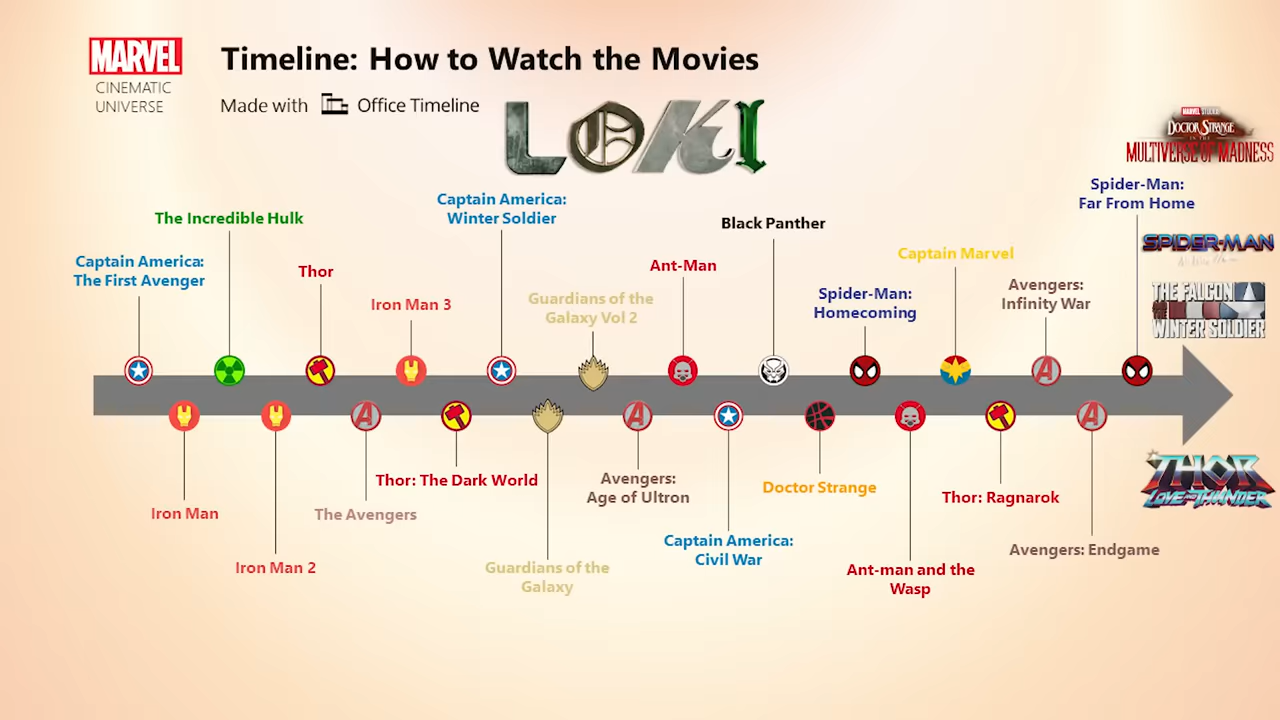 MARVEL
CINEMATIC
UNIVERSE
Timeline: How to Watch the Movies
Made with Office Timeline
LOKI
MARVEL STUDIOS
DOCTOR STRANGE
IN THE
MULTIVERSE OF MADNESS
Captain America:
Winter Soldier
Spider-Man:
Far From Home
The Incredible Hulk
Black Panther
SPIDER-MAN
Captain America:
The First Avenger
Thor
Iron Man 3
Guardians of the
Galaxy Vol 2
Ant-Man
Spider-Man:
Homecoming
Captain Marvel
Avengers:
Infinity War
THE FALCON
WINTER SOLDIER
Iron Man
Iron Man 2
The Avengers
Thor: The Dark World
Guardians of the
Galaxy
Avengers:
Age of Ultron
Captain America:
Civil War
Doctor Strange
Ant-man and the
Wasp
Thor: Ragnarok
Avengers: Endgame
THOR
LOVE AND THUNDER